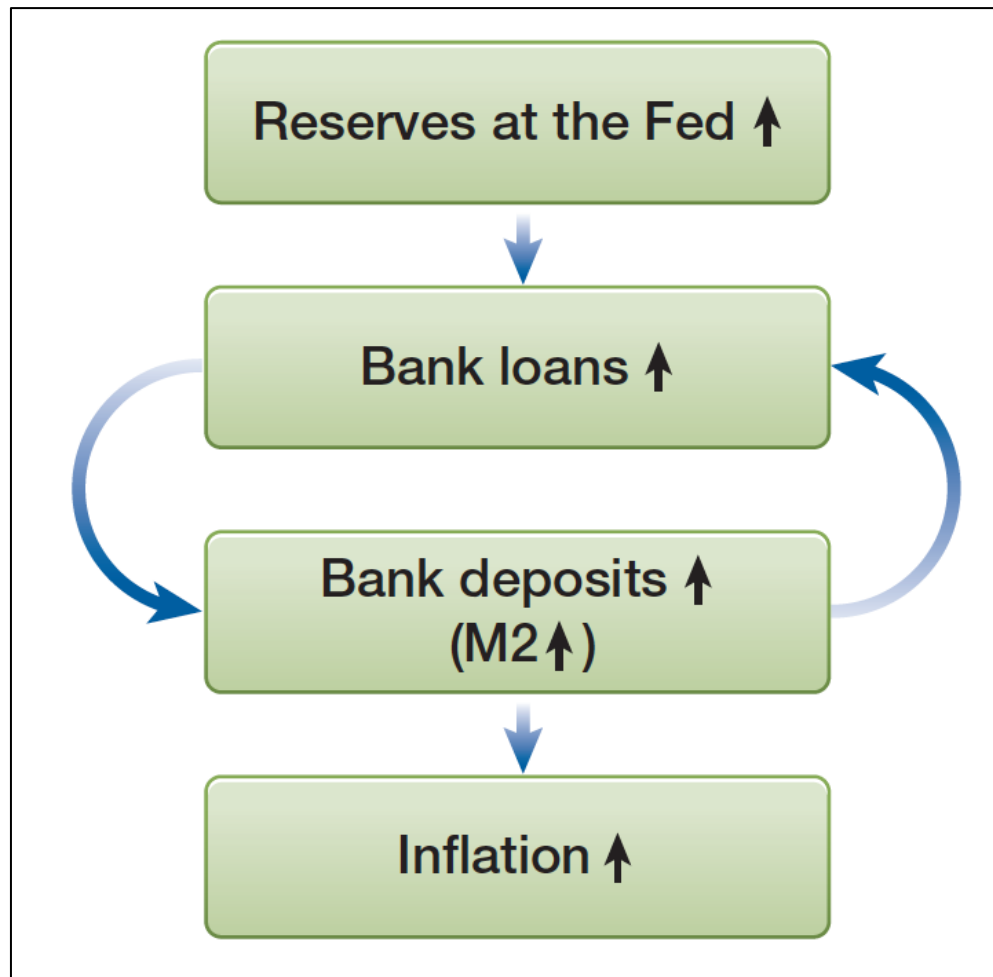 Reserves at the Fed ↑
Bank loans ↑
Bank deposits ↑
(M2↑)
Inflation ↑